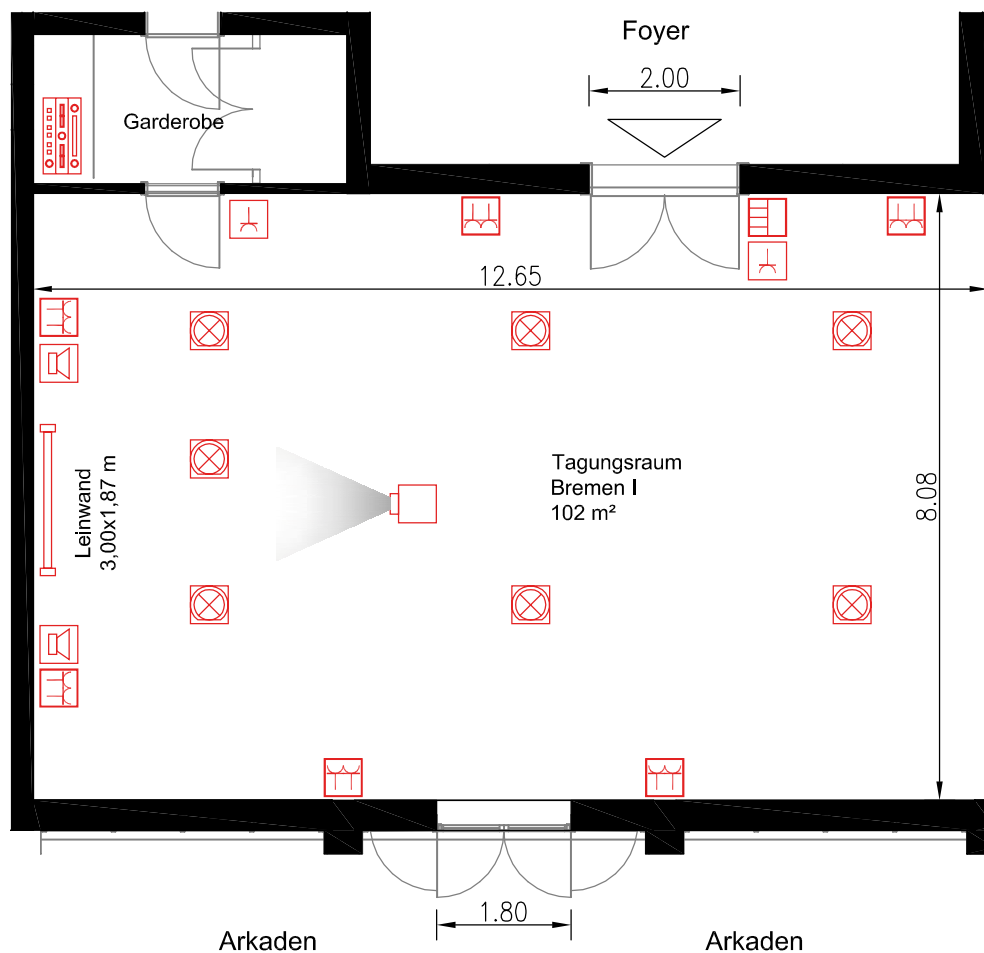 Foyer
2.00
Garderobe
12.65
Leinwand
3,00x1,87 m
Tagungsraum
Bremen I
102 m²
8.08
1.80
Arkaden
Arkaden